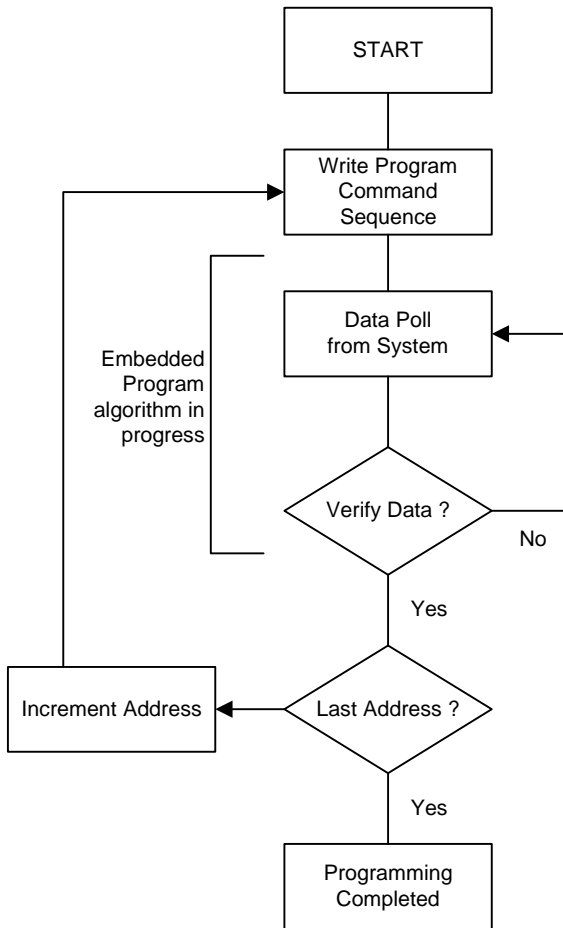 START
Write Program
Command
Sequence
Data Poll
from System
Embedded
Program
algorithm in
progress
Verify Data ?
No
Yes
Increment Address
Last Address ?
Yes
Programming
Completed